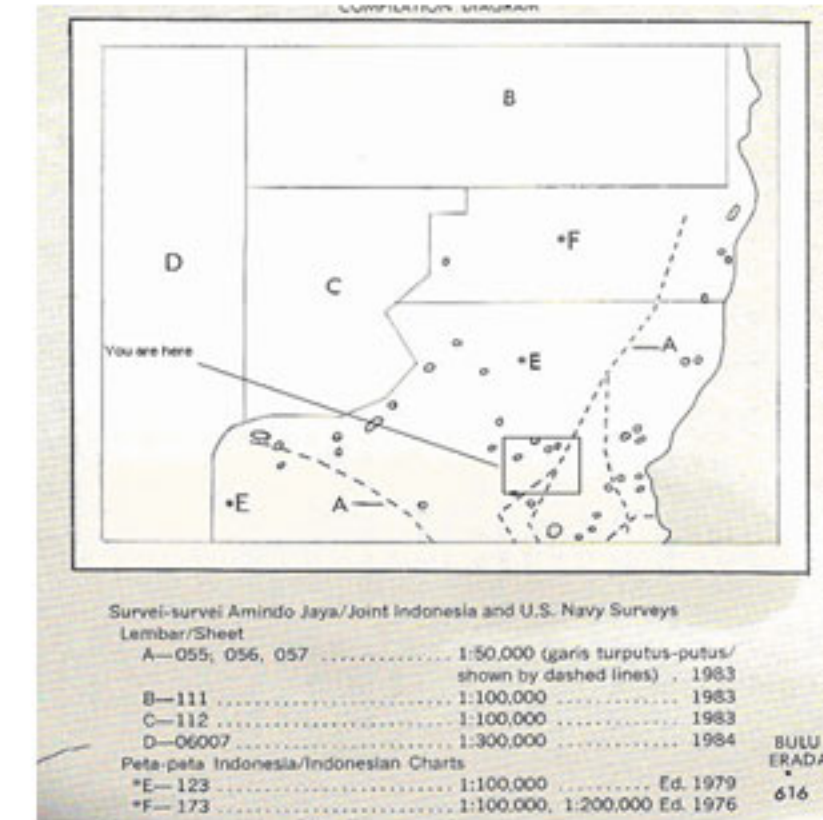 COMPILATION DIAGRAM
B
*F
D
C
A
You are here
*E
*E
A
Survei-survei Amindo Jaya/Joint Indonesia and U.S. Navy Surveys
Lembar/Sheet
A—055; 056, 057 .............. 1:50,000 (garis turputus-putus/
shown by dashed lines) . 1983
B—111 ......................... 1:100,000 ............ 1983
C—112 ......................... 1:100,000 ............ 1983
D—06007 ....................... 1:300,000 ............ 1984
Peta-peta Indonesia/Indonesian Charts
*E—123 ........................ 1:100,000 .......... Ed. 1979
*F—173 ........................ 1:100,000, 1:200,000 Ed. 1976
BULU
ERADA
616